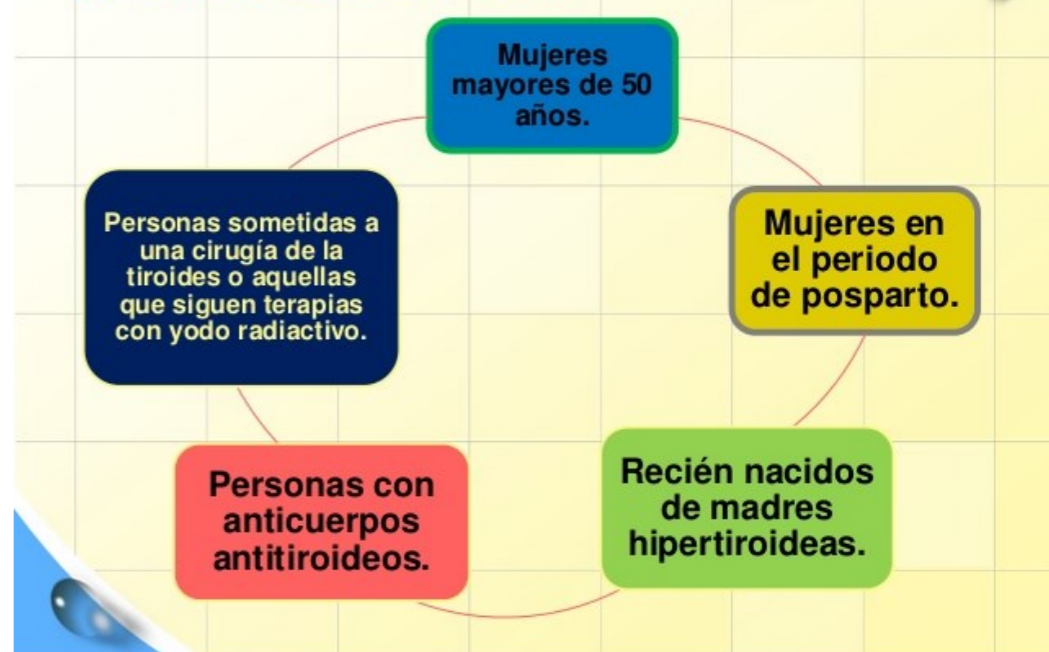 Mujeres
mayores de 50
años.
Mujeres en
el periodo
de posparto.
Recién nacidos
de madres
hipertiroideas.
Personas con
anticuerpos
antitiroideos.
Personas sometidas a
una cirugía de la
tiroides o aquellas
que siguen terapias
con yodo radiactivo.